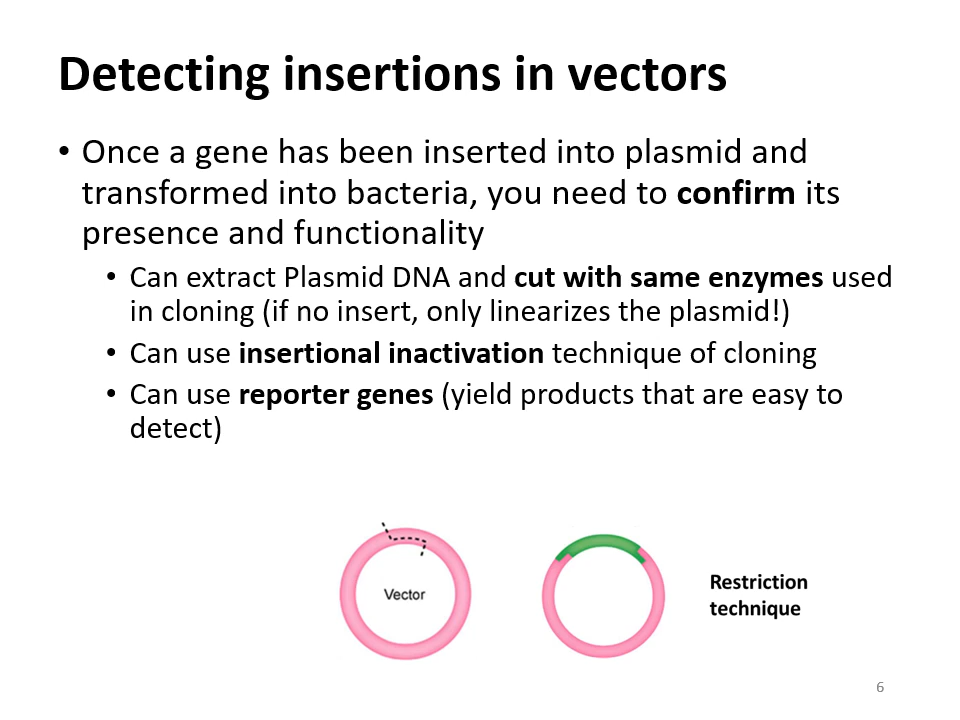 Detecting insertions in vectors
• Once a gene has been inserted into plasmid and
transformed into bacteria, you need to confirm its
presence and functionality
• Can extract Plasmid DNA and cut with same enzymes used
in cloning (if no insert, only linearizes the plasmid!)
• Can use insertional inactivation technique of cloning
• Can use reporter genes (yield products that are easy to
detect)
Vector
Restriction
technique
6